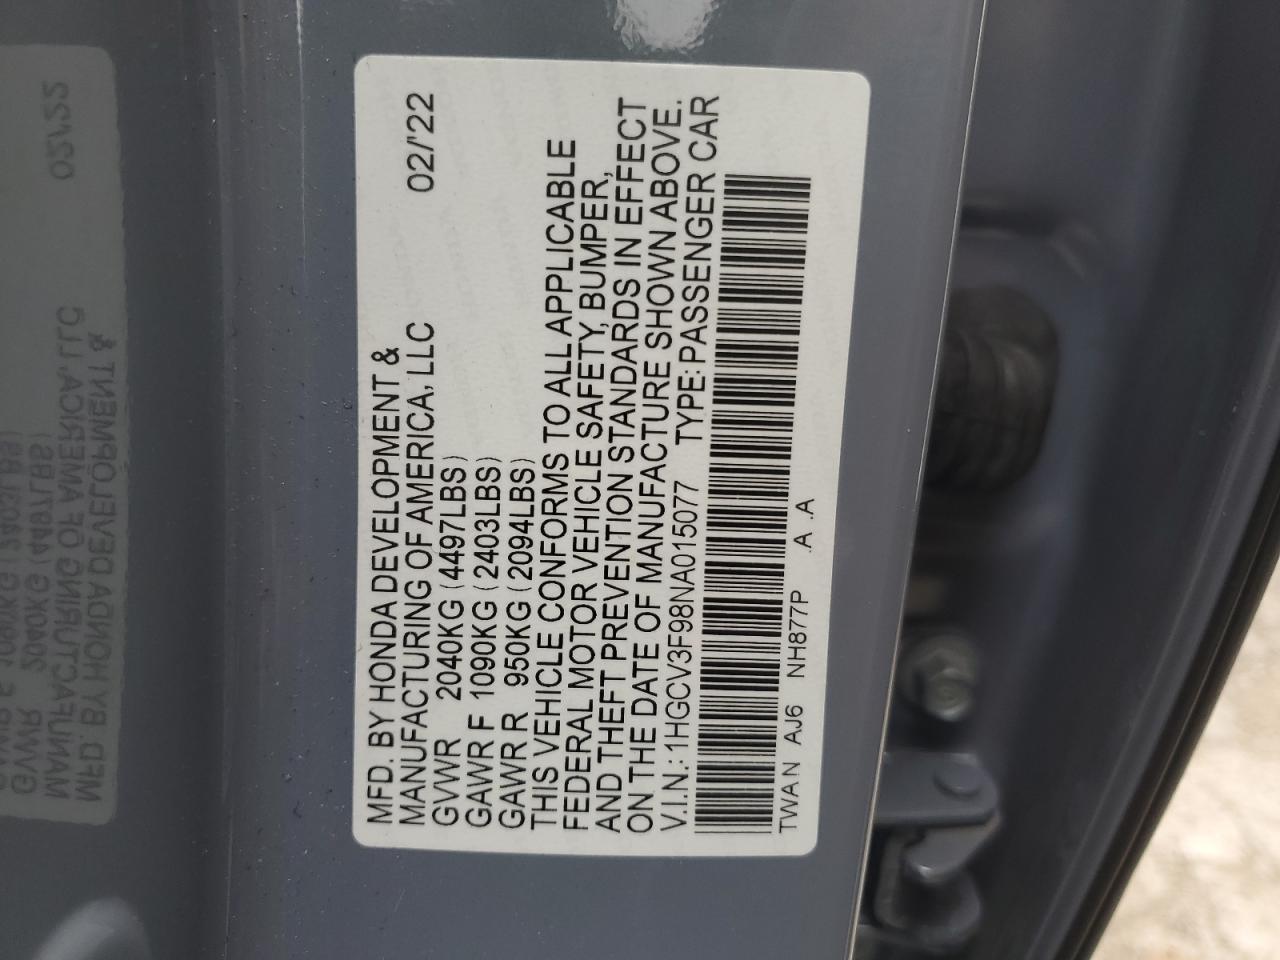 MFD. BY HONDA DEVELOPMENT &
MANUFACTURING OF AMERICA, LLC 02/'22
GVWR 2040KG (4497LBS)
GAWR F 1090KG (2403LBS)
GAWR R 950KG (2094LBS)
THIS VEHICLE CONFORMS TO ALL APPLICABLE
FEDERAL MOTOR VEHICLE SAFETY, BUMPER,
AND THEFT PREVENTION STANDARDS IN EFFECT
ON THE DATE OF MANUFACTURE SHOWN ABOVE.
V.I.N.: 1HGCV3F98NA015077 TYPE: PASSENGER CAR
TWAN AJ6 NH877P .A .A